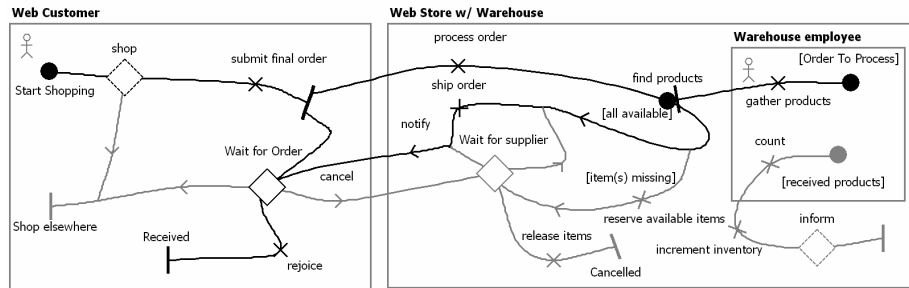 Web Customer
Web Store w/ Warehouse
Warehouse employee
shop
submit final order
process order
[Order To Process]
Start Shopping
find products
gather products
ship order
[all available]
notify
Wait for supplier
count
Wait for Order
cancel
[item(s) missing]
[received products]
Shop elsewhere
reserve available items
inform
Received
release items
increment inventory
rejoice
Cancelled